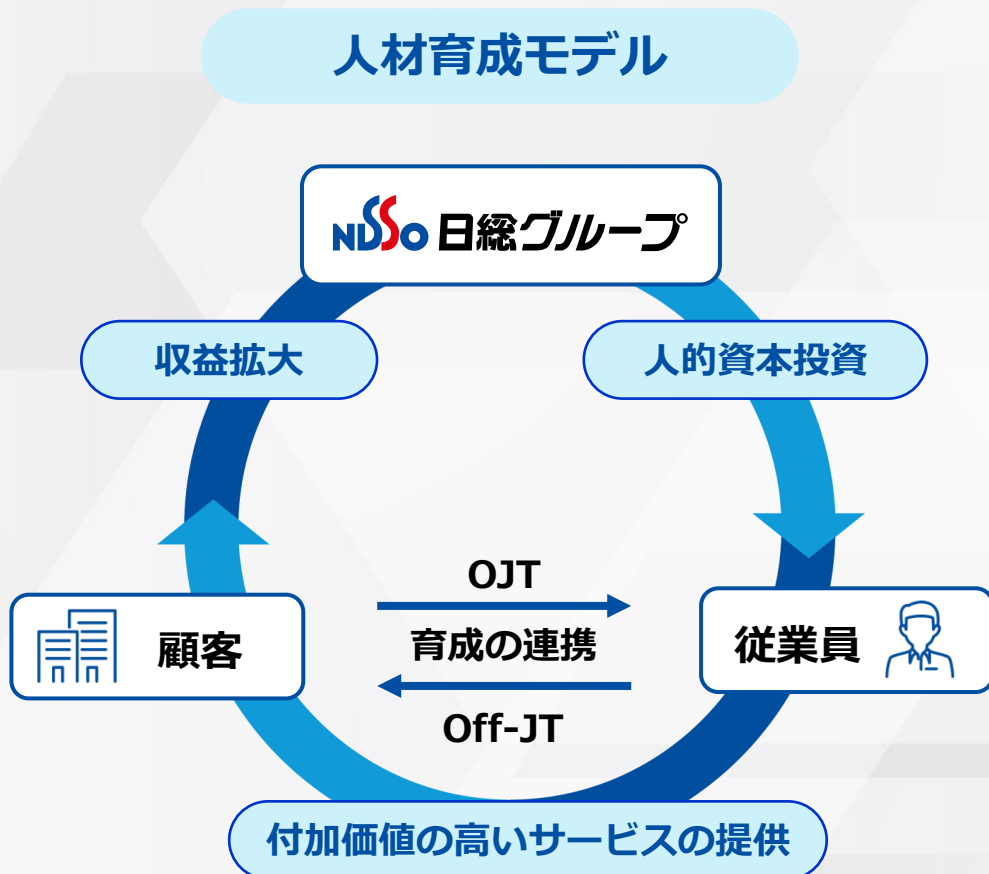 人材育成モデル
NISSO 日総グループ
収益拡大
人的資本投資
OJT
顧客
育成の連携
従業員
Off-JT
付加価値の高いサービスの提供